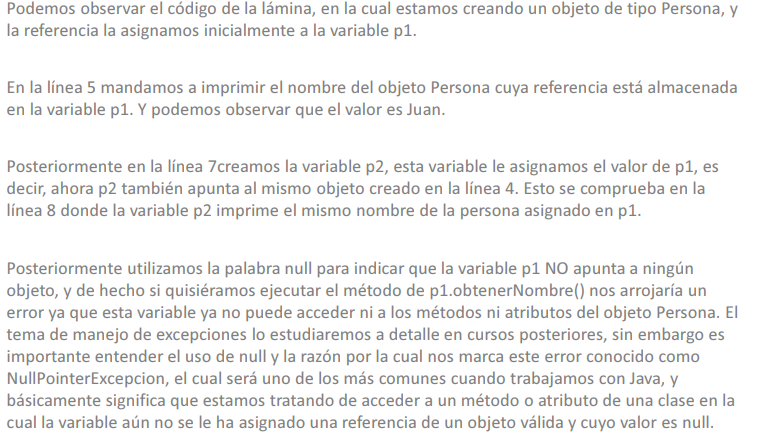 Podemos observar el código de la lámina, en la cual estamos creando un objeto de tipo Persona, y
la referencia la asignamos inicialmente a la variable p1.
En la línea 5 mandamos a imprimir el nombre del objeto Persona cuya referencia está almacenada
en la variable p1. Y podemos observar que el valor es Juan.
Posteriormente en la línea 7creamos la variable p2, esta variable le asignamos el valor de p1, es
decir, ahora p2 también apunta al mismo objeto creado en la línea 4. Esto se comprueba en la
línea 8 donde la variable p2 imprime el mismo nombre de la persona asignado en p1.
Posteriormente utilizamos la palabra null para indicar que la variable p1 NO apunta a ningún
objeto, y de hecho si quisiéramos ejecutar el método de p1.obtenerNombre() nos arrojaría un
error ya que esta variable ya no puede acceder ni a los métodos ni atributos del objeto Persona. El
tema de manejo de excepciones lo estudiaremos a detalle en cursos posteriores, sin embargo es
importante entender el uso de null y la razón por la cual nos marca este error conocido como
NullPointerExcepcion, el cual será uno de los más comunes cuando trabajamos con Java, y
básicamente significa que estamos tratando de acceder a un método o atributo de una clase en la
cual la variable aún no se le ha asignado una referencia de un objeto válida y cuyo valor es null.